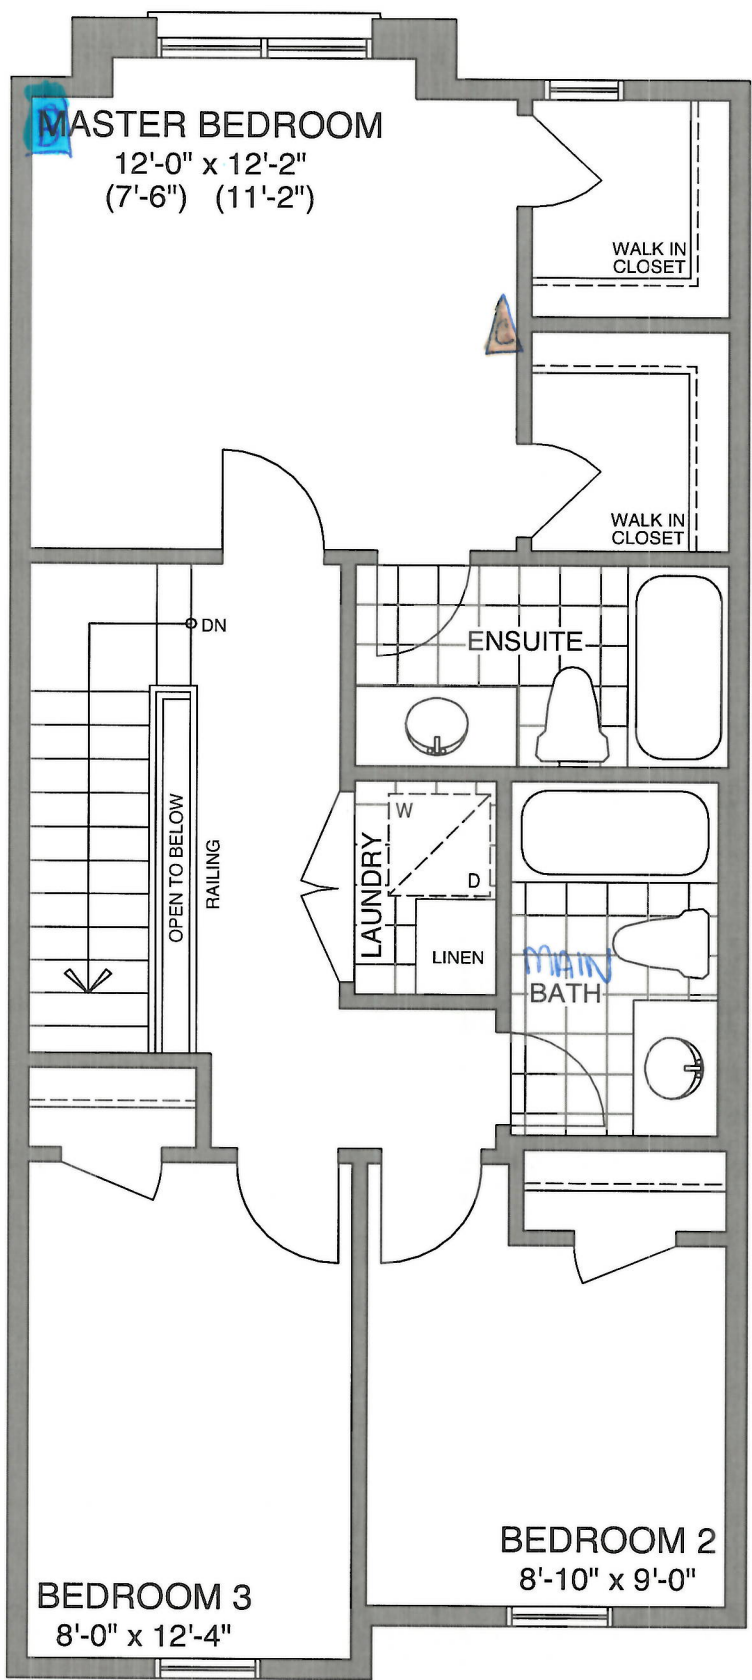 MASTER BEDROOM
12'-0" x 12'-2"
(7'-6") (11'-2")
WALK IN
CLOSET
C
WALK IN
CLOSET
DN
ENSUITE
OPEN TO BELOW
RAILING
W
D
LAUNDRY
LINEN
MAIN
BATH
BEDROOM 2
8'-10" x 9'-0"
BEDROOM 3
8'-0" x 12'-4"